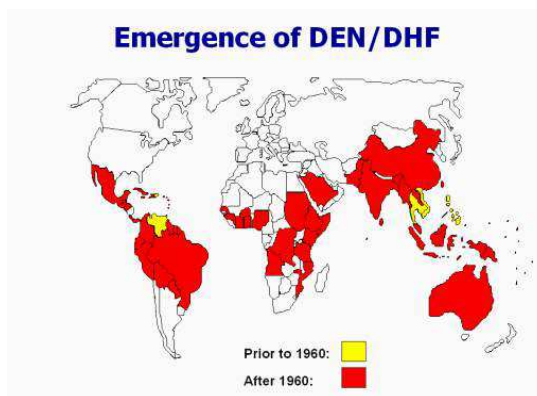 Emergence of DEN/DHF
Prior to 1960:
After 1960: